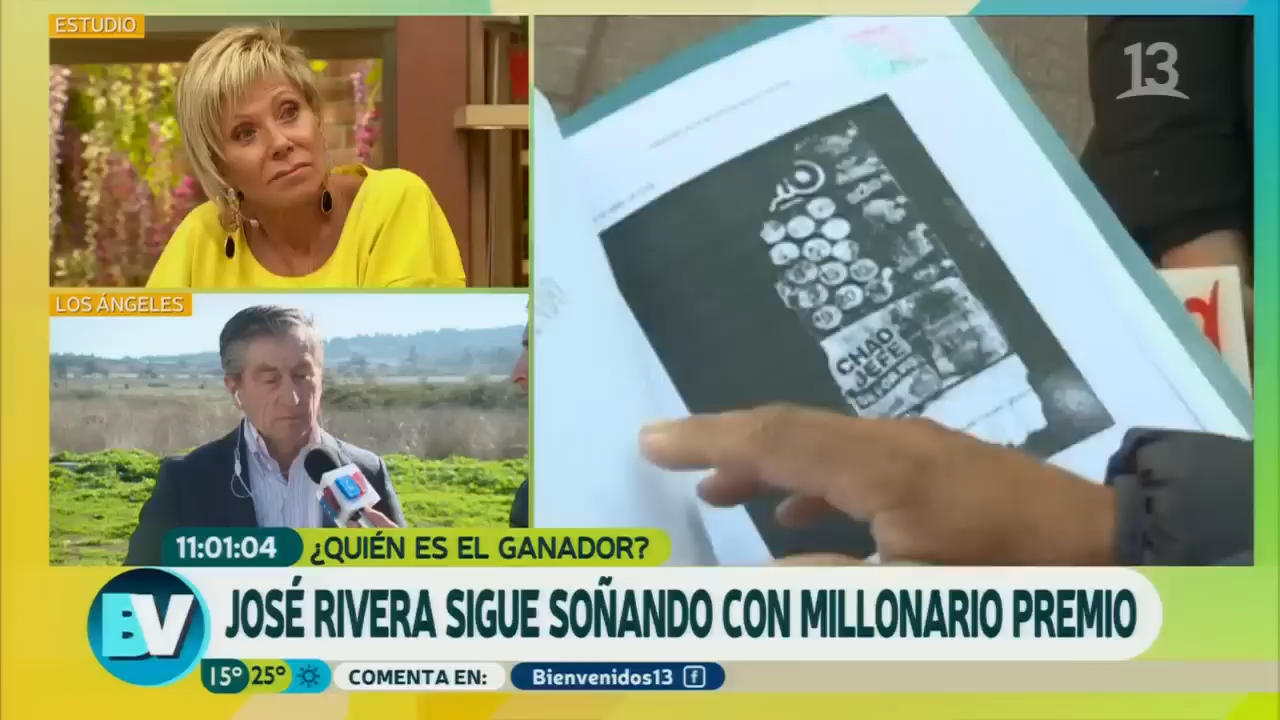 ESTUDIO
13
LOS ÁNGELES
CHAO
JEFE
11:01:04
¿QUIÉN ES EL GANADOR?
BV
JOSÉ RIVERA SIGUE SOÑANDO CON MILLONARIO PREMIO
15° 25°
COMENTA EN:
Bienvenidos13 f